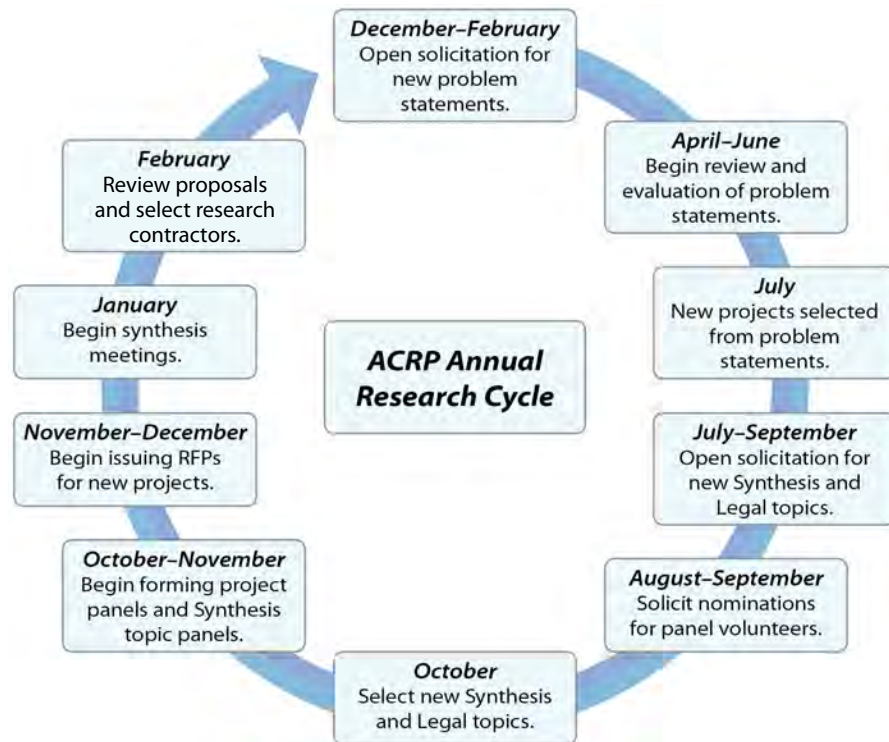 December–February
Open solicitation for
new problem
statements.
April–June
Begin review and
evaluation of problem
statements.
July
New projects selected
from problem
statements.
July–September
Open solicitation for
new Synthesis and
Legal topics.
August–September
Solicit nominations
for panel volunteers.
October
Select new Synthesis
and Legal topics.
October–November
Begin forming project
panels and Synthesis
topic panels.
November–December
Begin issuing RFPs
for new projects.
January
Begin synthesis
meetings.
February
Review proposals
and select research
contractors.
ACRP Annual
Research Cycle